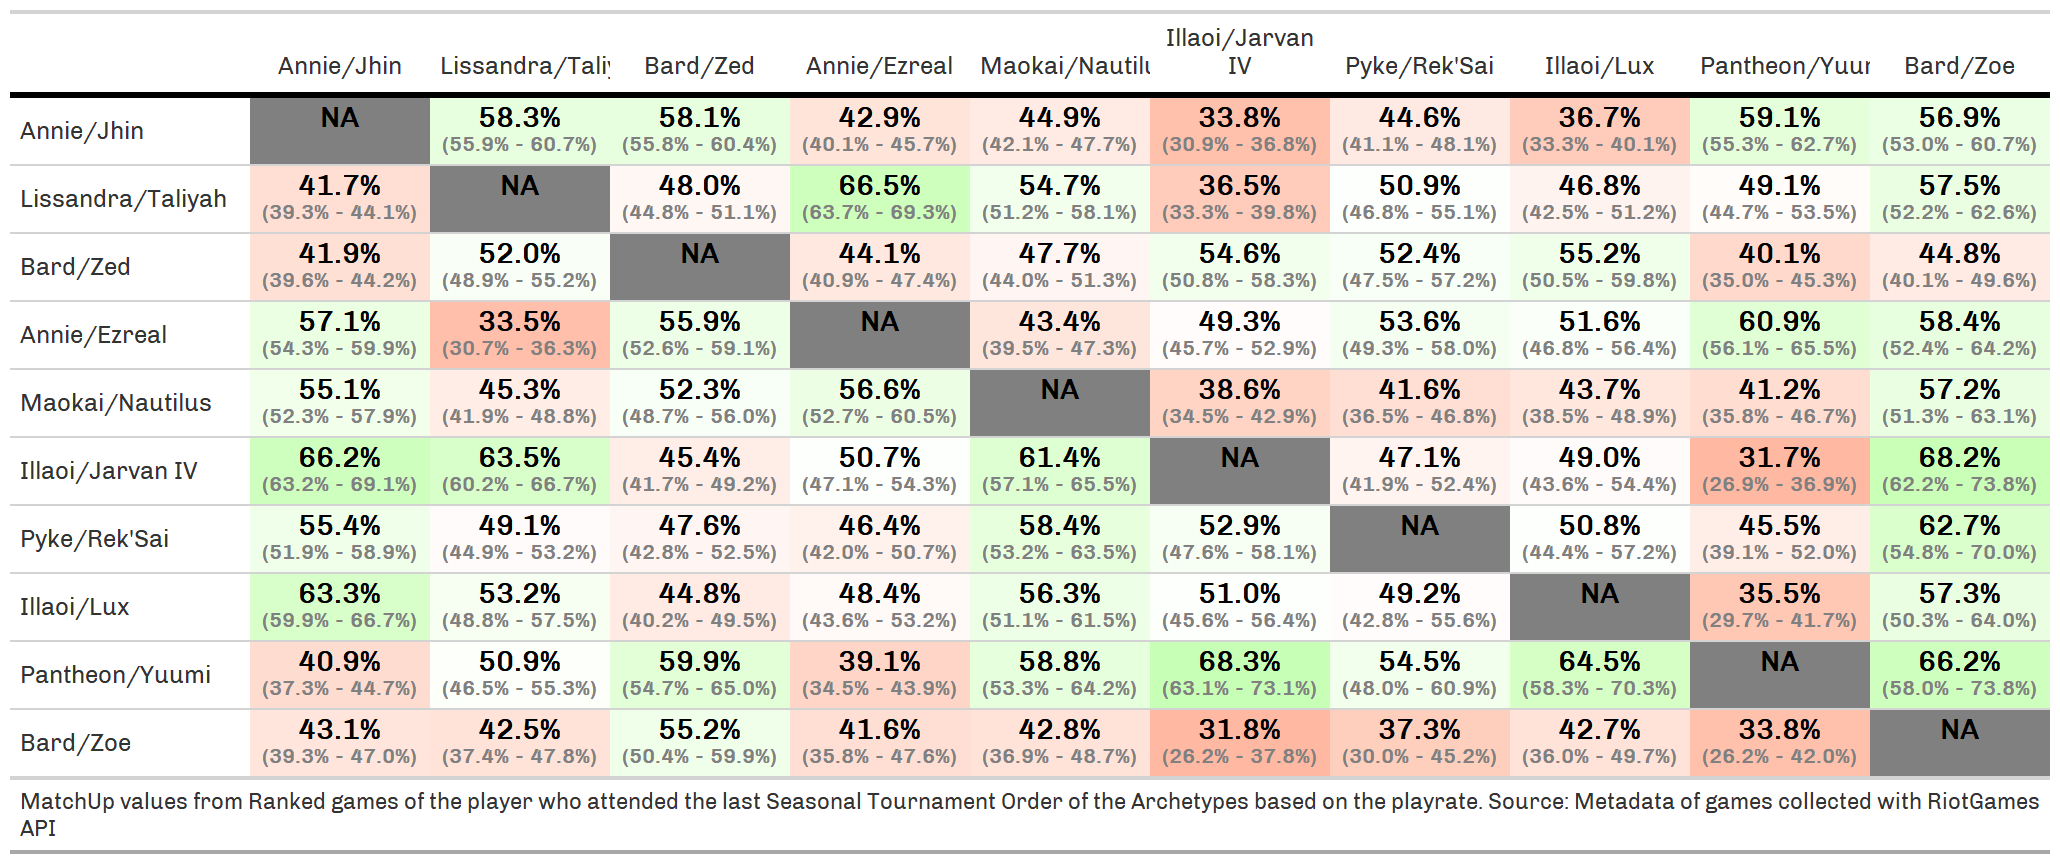 Illaoi/Jarvan
Annie/Jhin Lissandra/Tali Bard/Zed Annie/Ezreal Maokai/Nautil IV Pyke/Rek'Sai Illaoi/Lux Pantheon/Yuu Bard/Zoe
NA 58.3% 58.1% 42.9% 44.9% 33.8% 44.6% 36.7% 59.1% 56.9%
Annie/Jhin
(55.9% - 60.7%) (55.8% - 60.4%) (40.1% - 45.7%) (42.1% - 47.7%) (30.9% - 36.8%) (41.1% - 48.1%) (33.3% - 40.1%) (55.3% - 62.7%) (53.0% - 60.7%)
41.7% NA 48.0% 66.5% 54.7% 36.5% 50.9% 46.8% 49.1% 57.5%
Lissandra/Taliyah
(39.3% - 44.1%) (44.8% - 51.1%) (63.7% - 69.3%) (51.2% - 58.1%) (33.3% - 39.8%) (46.8% - 55.1%) (42.5% - 51.2%) (44.7% - 53.5%) (52.2% - 62.6%)
41.9% 52.0% NA 44.1% 47.7% 54.6% 52.4% 55.2% 40.1% 44.8%
Bard/Zed
(39.6% - 44.2%) (48.9% - 55.2%) (40.9% - 47.4%) (44.0% - 51.3%) (50.8% - 58.3%) (47.5% - 57.2%) (50.5% - 59.8%) (35.0% - 45.3%) (40.1% - 49.6%)
57.1% 33.5% 55.9% NA 43.4% 49.3% 53.6% 51.6% 60.9% 58.4%
Annie/Ezreal
(54.3% - 59.9%) (30.7% - 36.3%) (52.6% - 59.1%) (39.5% - 47.3%) (45.7% - 52.9%) (49.3% - 58.0%) (46.8% - 56.4%) (56.1% - 65.5%) (52.4% - 64.2%)
55.1% 45.3% 52.3% 56.6% NA 38.6% 41.6% 43.7% 41.2% 57.2%
Maokai/Nautilus
(52.3% - 57.9%) (41.9% - 48.8%) (48.7% - 56.0%) (52.7% - 60.5%) (34.5% - 42.9%) (36.5% - 46.8%) (38.5% - 48.9%) (35.8% - 46.7%) (51.3% - 63.1%)
66.2% 63.5% 45.4% 50.7% 61.4% NA 47.1% 49.0% 31.7% 68.2%
Illaoi/Jarvan IV
(63.2% - 69.1%) (60.2% - 66.7%) (41.7% - 49.2%) (47.1% - 54.3%) (57.1% - 65.5%) (41.9% - 52.4%) (43.6% - 54.4%) (26.9% - 36.9%) (62.2% - 73.8%)
55.4% 49.1% 47.6% 46.4% 58.4% 52.9% NA 50.8% 45.5% 62.7%
Pyke/Rek'Sai
(51.9% - 58.9%) (44.9% - 53.2%) (42.8% - 52.5%) (42.0% - 50.7%) (53.2% - 63.5%) (47.6% - 58.1%) (44.4% - 57.2%) (39.1% - 52.0%) (54.8% - 70.0%)
63.3% 53.2% 44.8% 48.4% 56.3% 51.0% 49.2% NA 35.5% 57.3%
Illaoi/Lux
(59.9% - 66.7%) (48.8% - 57.5%) (40.2% - 49.5%) (43.6% - 53.2%) (51.1% - 61.5%) (45.6% - 56.4%) (42.8% - 55.6%) (29.7% - 41.7%) (50.3% - 64.0%)
40.9% 50.9% 59.9% 39.1% 58.8% 68.3% 54.5% 64.5% NA 66.2%
Pantheon/Yuumi
(37.3% - 44.7%) (46.5% - 55.3%) (54.7% - 65.0%) (34.5% - 43.9%) (53.3% - 64.2%) (63.1% - 73.1%) (48.0% - 60.9%) (58.3% - 70.3%) (58.0% - 73.8%)
43.1% 42.5% 55.2% 41.6% 42.8% 31.8% 37.3% 42.7% 33.8% NA
Bard/Zoe
(39.3% - 47.0%) (37.4% - 47.8%) (50.4% - 59.9%) (35.8% - 47.6%) (36.9% - 48.7%) (26.2% - 37.8%) (30.0% - 45.2%) (36.0% - 49.7%) (26.2% - 42.0%)
MatchUp values from Ranked games of the player who attended the last Seasonal Tournament Order of the Archetypes based on the playrate. Source: Metadata of games collected with RiotGames
API